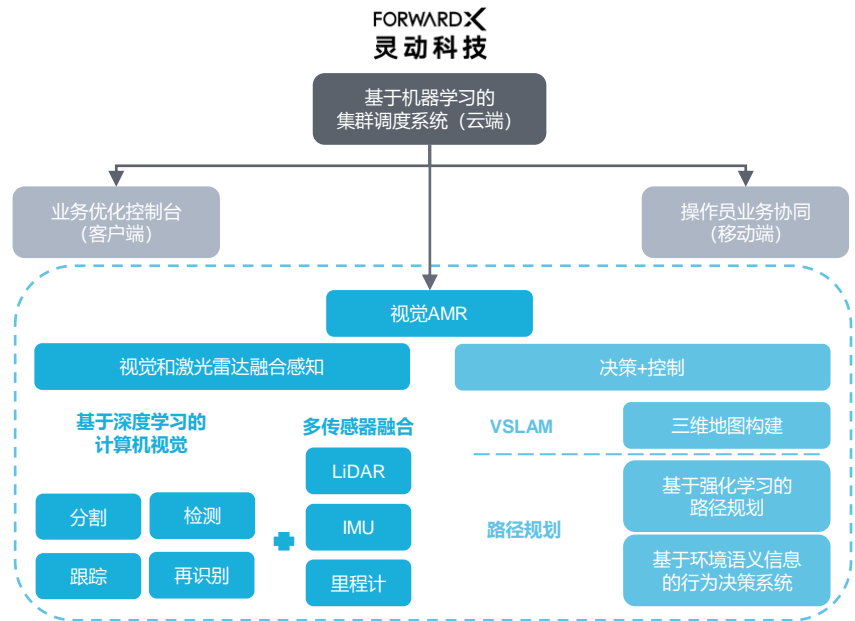 FORWARDX
灵动科技
基于机器学习的
集群调度系统（云端）
业务优化控制台
（客户端）
操作员业务协同
（移动端）
视觉AMR
视觉和激光雷达融合感知
决策+控制
基于深度学习的
计算机视觉
多传感器融合
VSLAM
三维地图构建
LiDAR
分割
检测
IMU
跟踪
再识别
里程计
路径规划
基于强化学习的
路径规划
基于环境语义信息
的行为决策系统